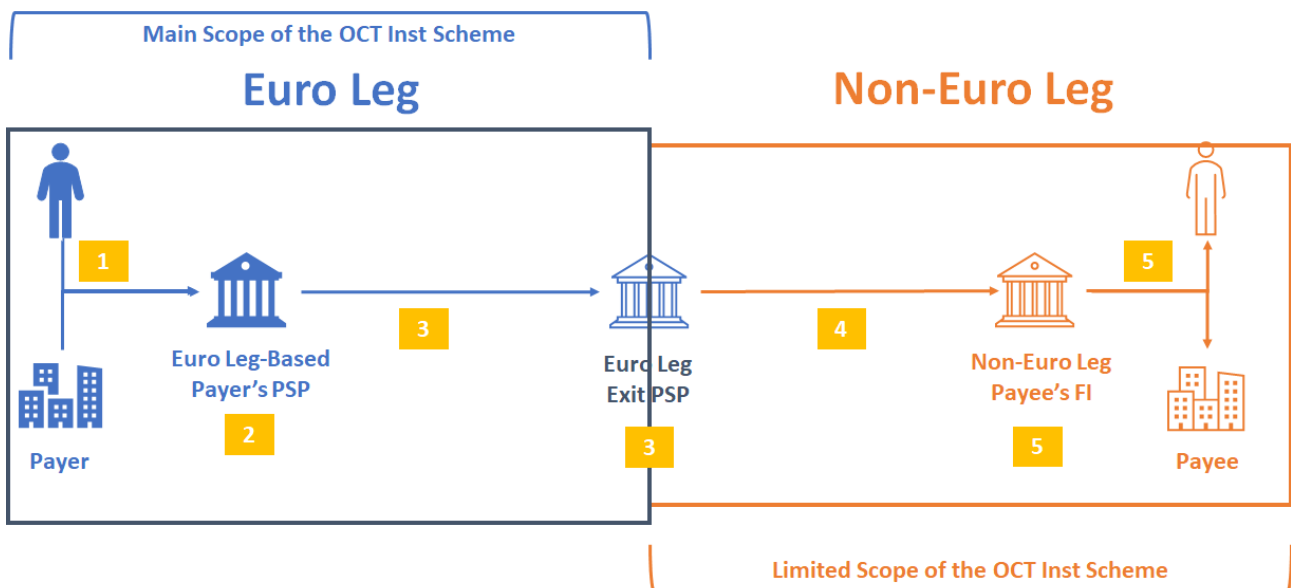 Main Scope of the OCT Inst Scheme
Euro Leg
Non-Euro Leg
1
5
3
4
Euro Leg-Based
Payer's PSP
Euro Leg
Exit PSP
Non-Euro Leg
Payee's FI
2
3
5
Payer
Payee
Limited Scope of the OCT Inst Scheme